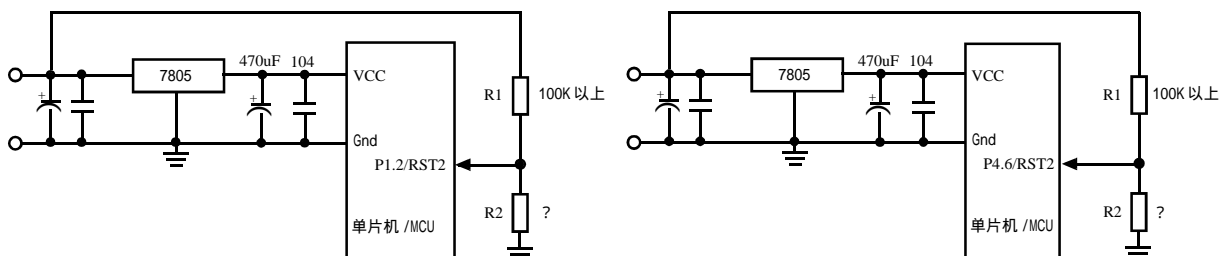 7805
470uF 104
VCC
Gnd
P1.2/RST2
单片机 /MCU
R1 100K 以上
R2 ?
+
+
7805
470uF 104
VCC
Gnd
P4.6/RST2
单片机 /MCU
R1 100K 以上
R2 ?
+
+